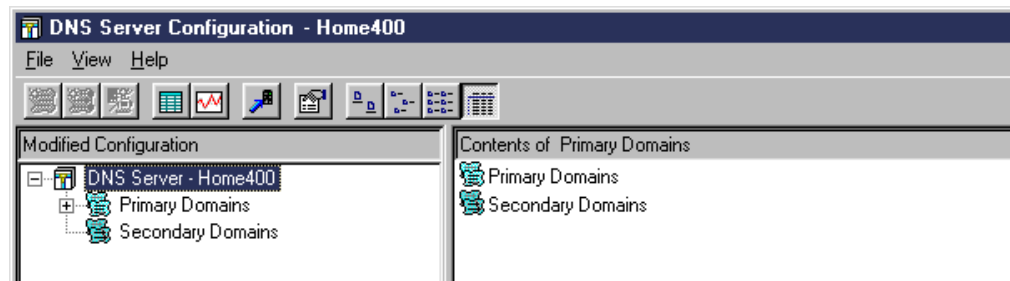 DNS Server Configuration - Home400
File View Help
Modified Configuration
Contents of Primary Domains
DNS Server - Home400
Primary Domains
Secondary Domains
Primary Domains
Secondary Domains